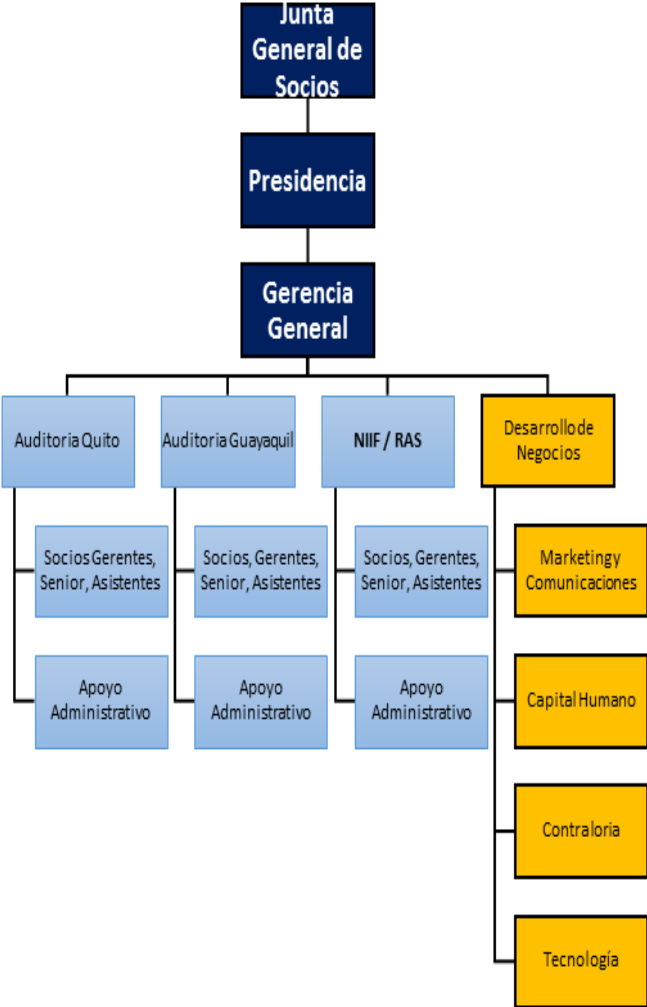 Junta
General de
Socios
Presidencia
Gerencia
General
Auditoria Quito
Auditoria Guayaquil
NIIF / RAS
Desarrollo de
Negocios
Socios Gerentes,
Senior, Asistentes
Socios, Gerentes,
Senior, Asistentes
Socios, Gerentes,
Senior, Asistentes
Marketing y
Comunicaciones
Apoyo
Administrativo
Apoyo
Administrativo
Apoyo
Administrativo
Capital Humano
Contraloria
Tecnología